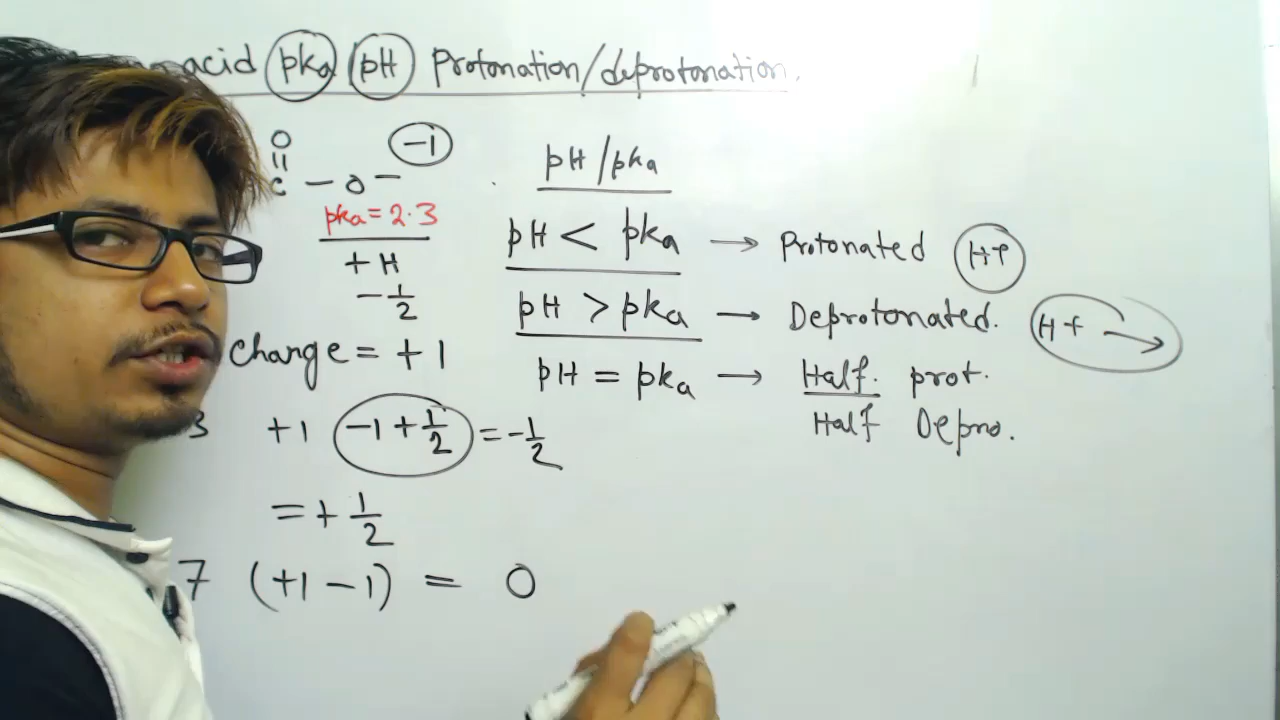 acid pka pH Protonation/deprotonation.
O
||
C – O – -1
pka = 2.3
+ H
- 1/2
change = + 1
3 +1 -1 + 1/2 = - 1/2
= + 1/2
7 (+1 -1) = 0
pH/pka
pH < pka → Protonated H+
pH > pka → Deprotonated. H+ →
pH = pka → Half. prot.
Half Depro.